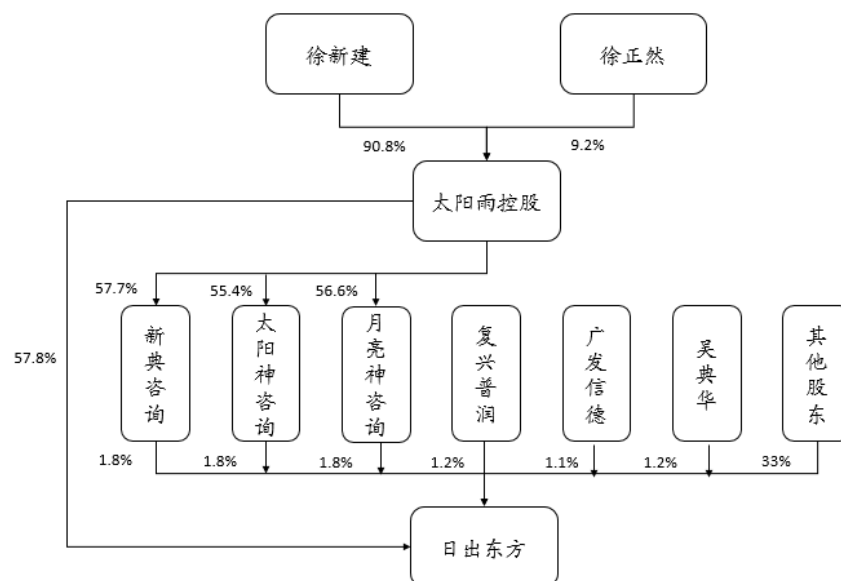 徐新建
徐正然
90.8%
9.2%
太阳雨控股
57.7%
55.4%
56.6%
57.8%
新典咨询
太阳神咨询
月亮神咨询
复兴普润
广发信德
吴典华
其他股东
1.8%
1.8%
1.8%
1.2%
1.1%
1.2%
33%
日出东方